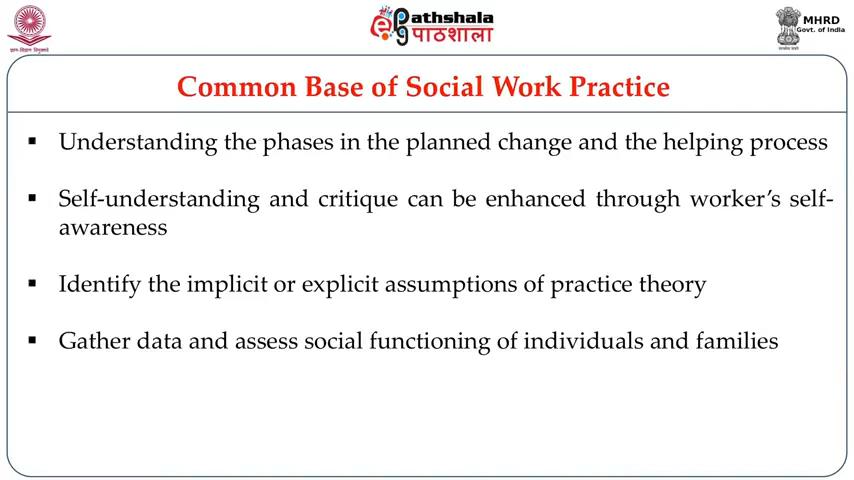 ePathshala
पाठशाला
MHRD
Govt. of India
Common Base of Social Work Practice
▪ Understanding the phases in the planned change and the helping process
▪ Self-understanding and critique can be enhanced through worker’s self-
awareness
▪ Identify the implicit or explicit assumptions of practice theory
▪ Gather data and assess social functioning of individuals and families